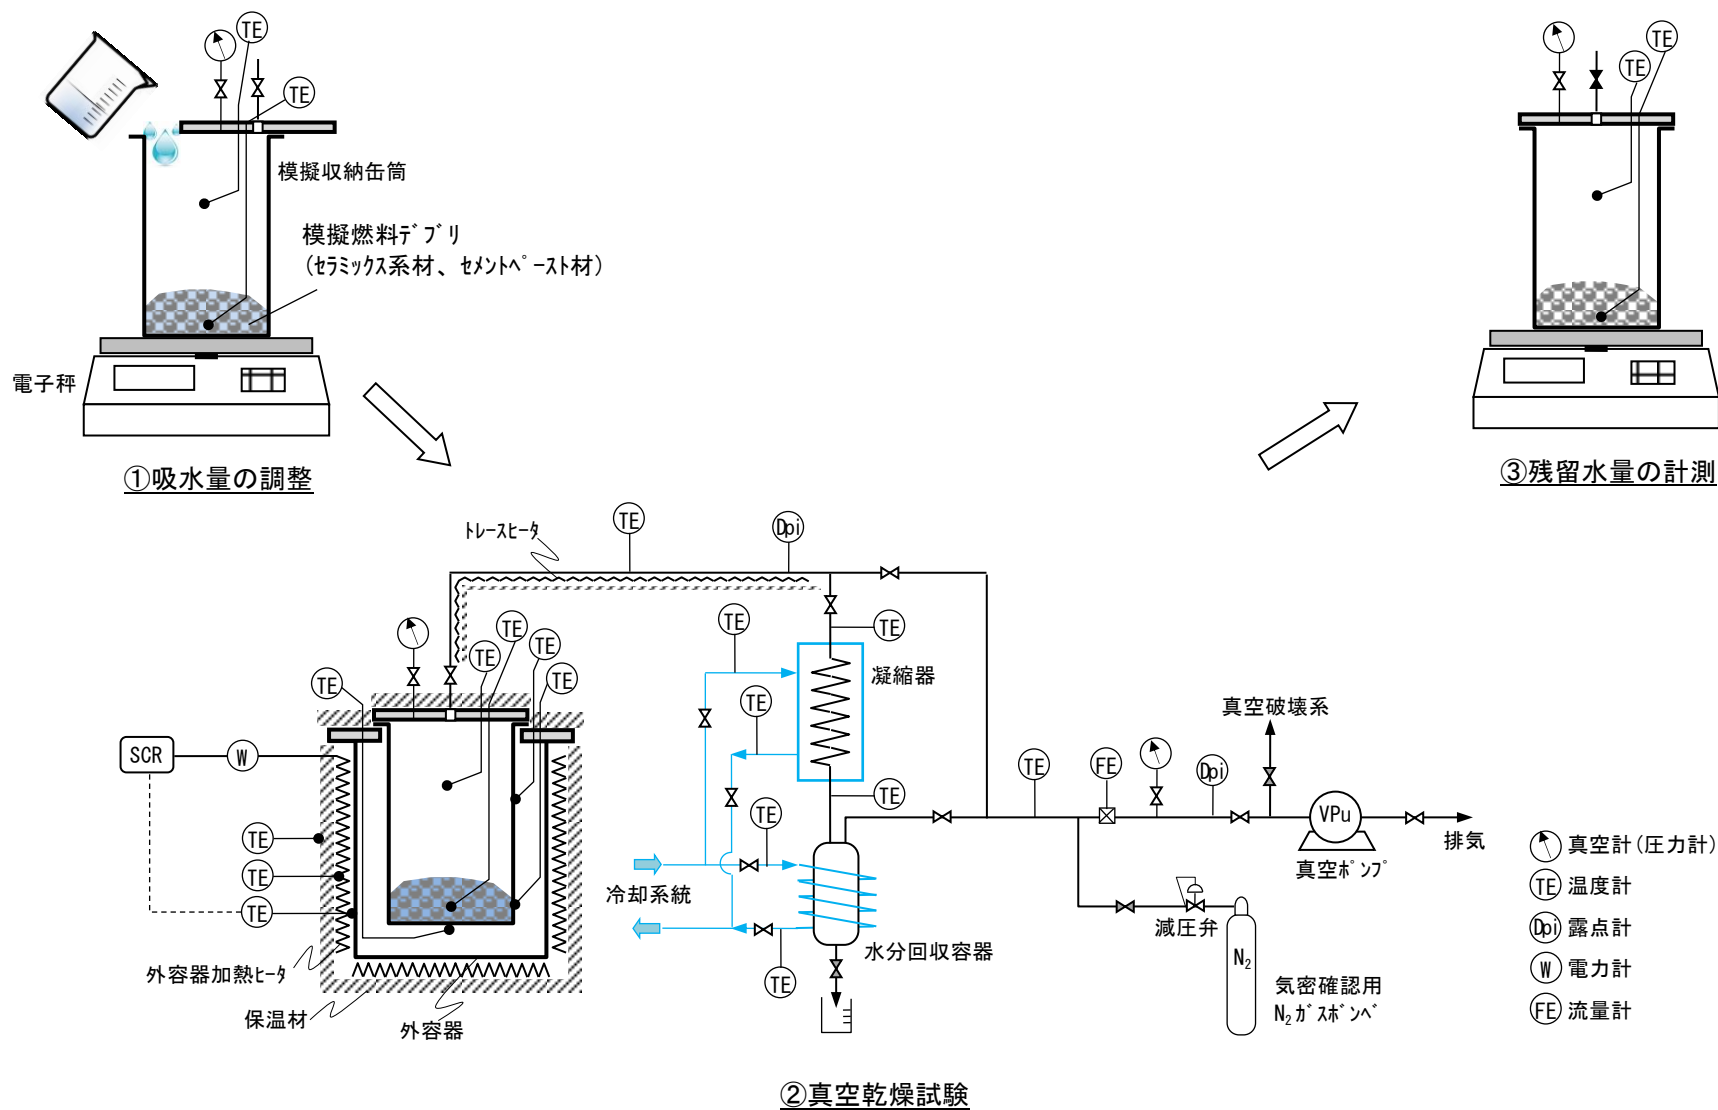 TE
TE
模擬収納缶筒
模擬燃料ﾃﾞﾌﾞﾘ
(ｾﾗﾐｯｸｽ系材、ｾﾒﾝﾄﾍﾟｰｽﾄ材)
電子秤
①吸水量の調整
TE
TE
③残留水量の計測
ﾄﾚｰｽﾋｰﾀ
TE
Dpi
TE
TE
TE
TE
TE
TE
TE
凝縮器
TE
SCR
W
TE
TE
TE
TE
TE
TE
冷却系統
TE
水分回収容器
外容器加熱ﾋｰﾀ
保温材
外容器
真空破壊系
TE
FE
Dpi
VPu
排気
真空ﾎﾟﾝﾌﾟ
減圧弁
N₂
気密確認用
N₂ｶﾞｽﾎﾞﾝﾍﾞ
真空計(圧力計)
TE 温度計
Dpi 露点計
W 電力計
FE 流量計
②真空乾燥試験